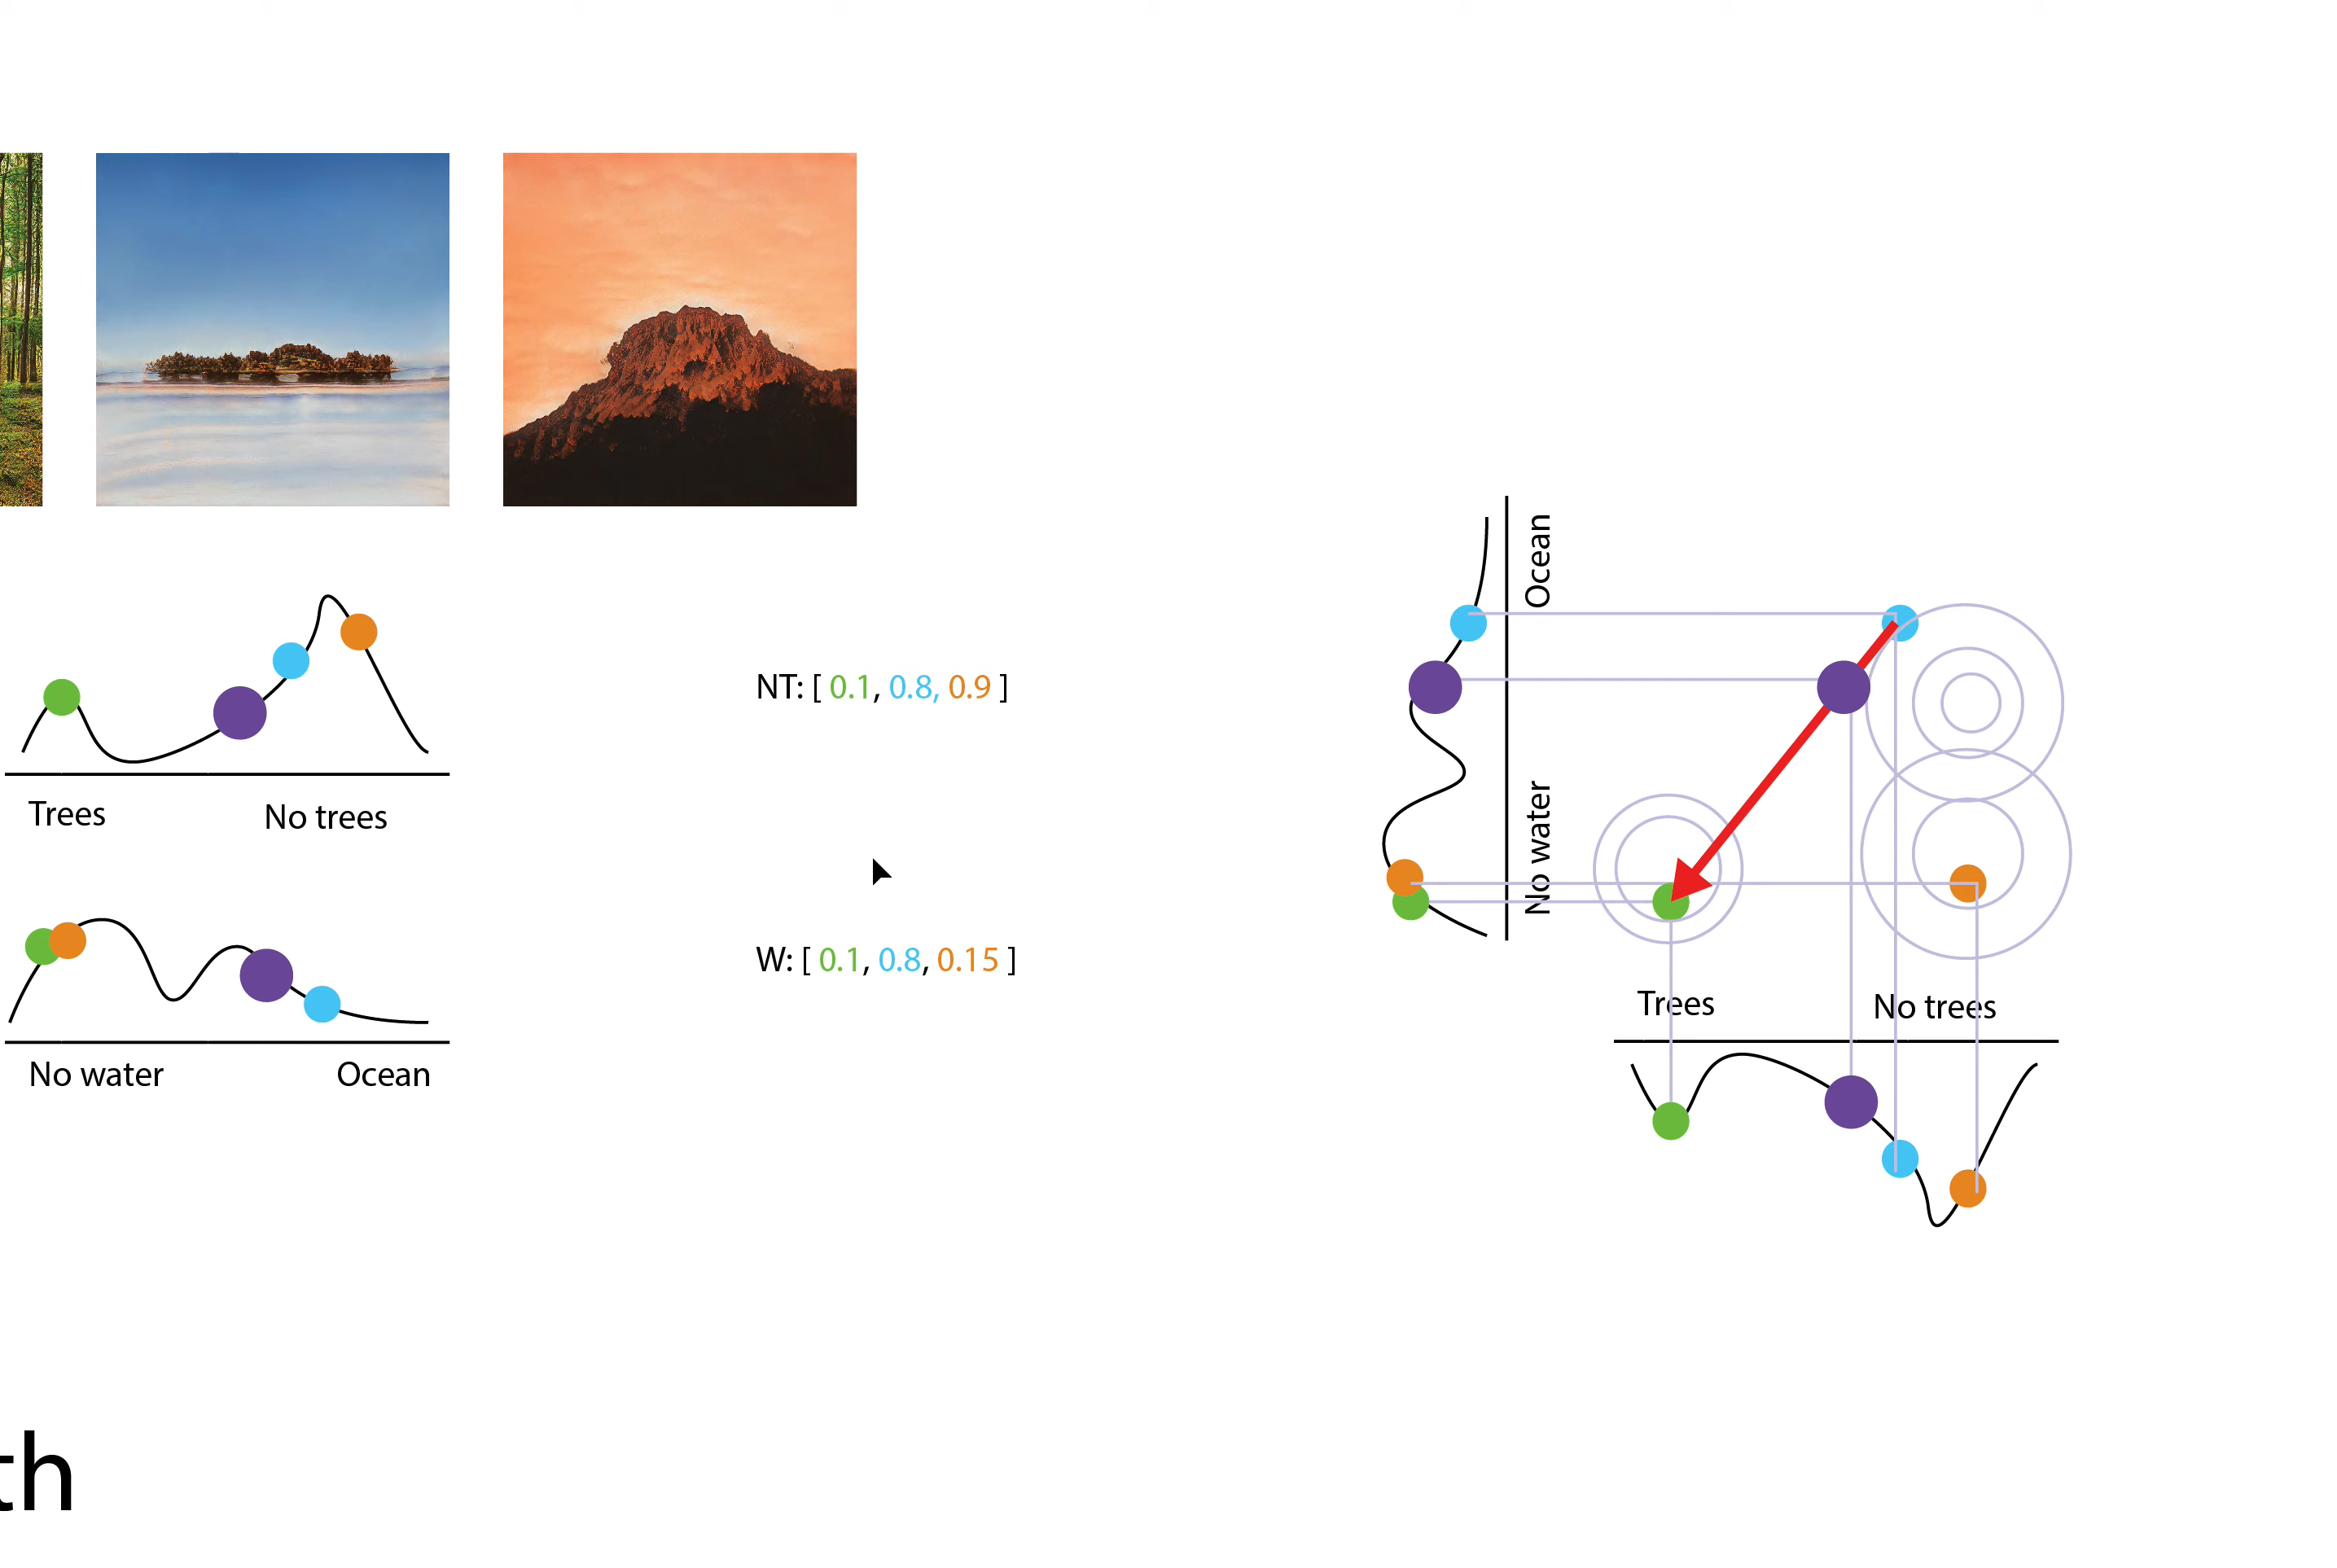 Ocean
NT: [ 0.1, 0.8, 0.9 ]
Trees
No trees
No water
W: [ 0.1, 0.8, 0.15 ]
Trees
No trees
No water
Ocean
th